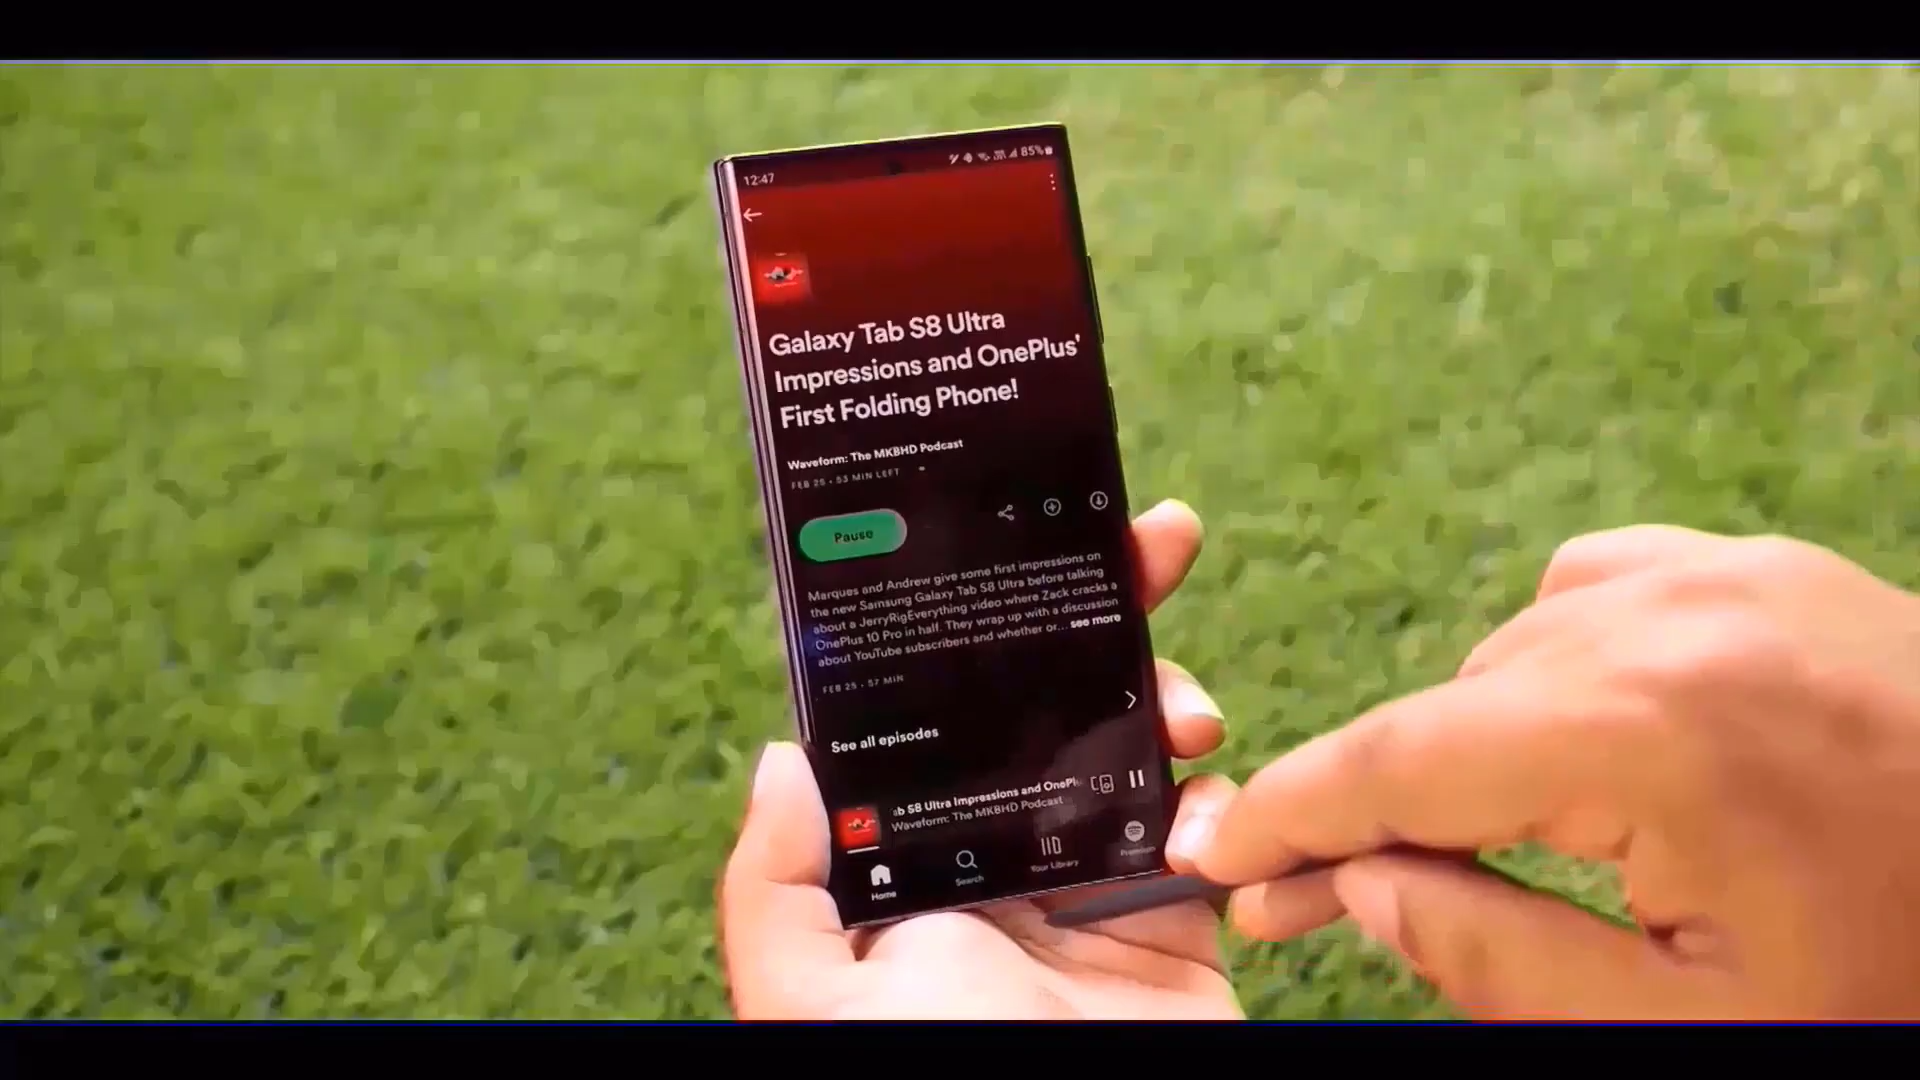 12:47
85%
Galaxy Tab S8 Ultra
Impressions and OnePlus'
First Folding Phone!
Waveform: The MKBHD Podcast
FEB 25 • 53 MIN LEFT
Pause
Marques and Andrew give some first impressions on
the new Samsung Galaxy Tab S8 Ultra before talking
about a JerryRigEverything video where Zack cracks a
OnePlus 10 Pro in half. They wrap up with a discussion
about YouTube subscribers and whether or... see more
FEB 25 • 57 MIN
See all episodes
ab S8 Ultra Impressions and OnePl
Waveform: The MKBHD Podcast
Home
Search
Your Library
Premium